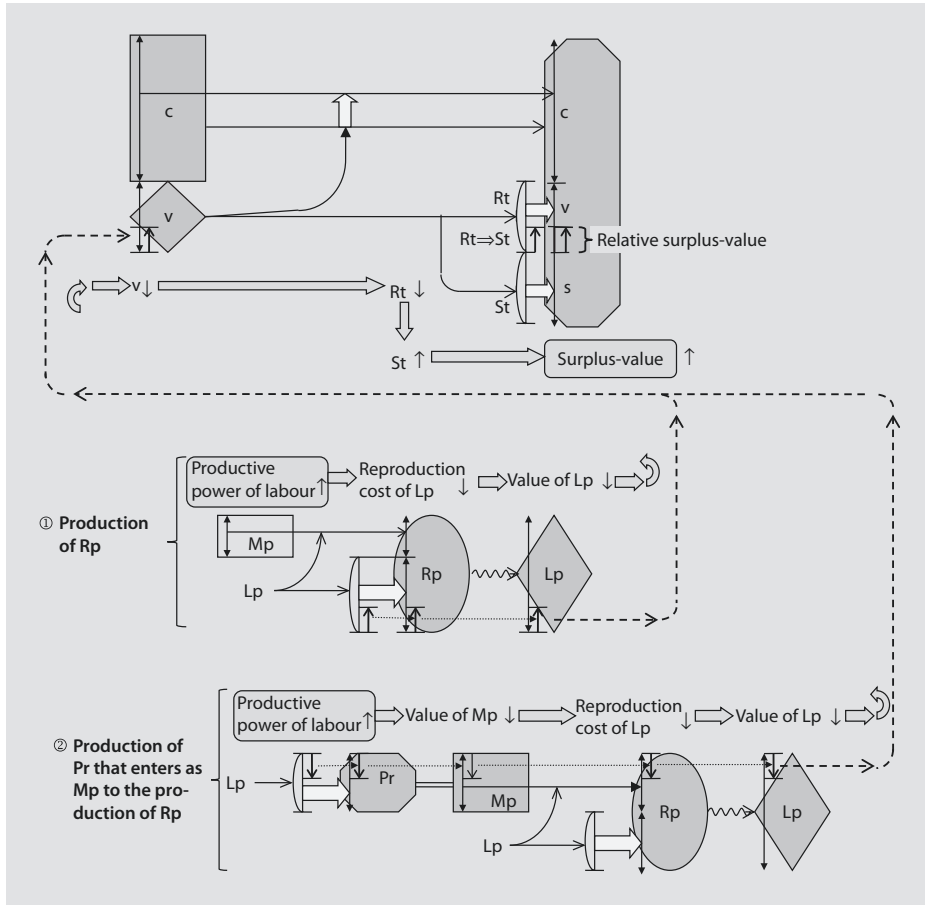 c
c
v
Rt
v
Rt⇒St
Relative surplus-value
v↓
Rt ↓
St
s
St ↑
Surplus-value ↑
Productive
power of labour ↑
Reproduction
cost of Lp ↓
Value of Lp ↓
① Production
of Rp
Mp
Lp
Rp
Lp
Productive
power of labour ↑
Value of Mp ↓
Reproduction
cost of Lp ↓
Value of Lp ↓
② Production of
Pr that enters as
Mp to the pro-
duction of Rp
Lp
Pr
Mp
Lp
Rp
Lp